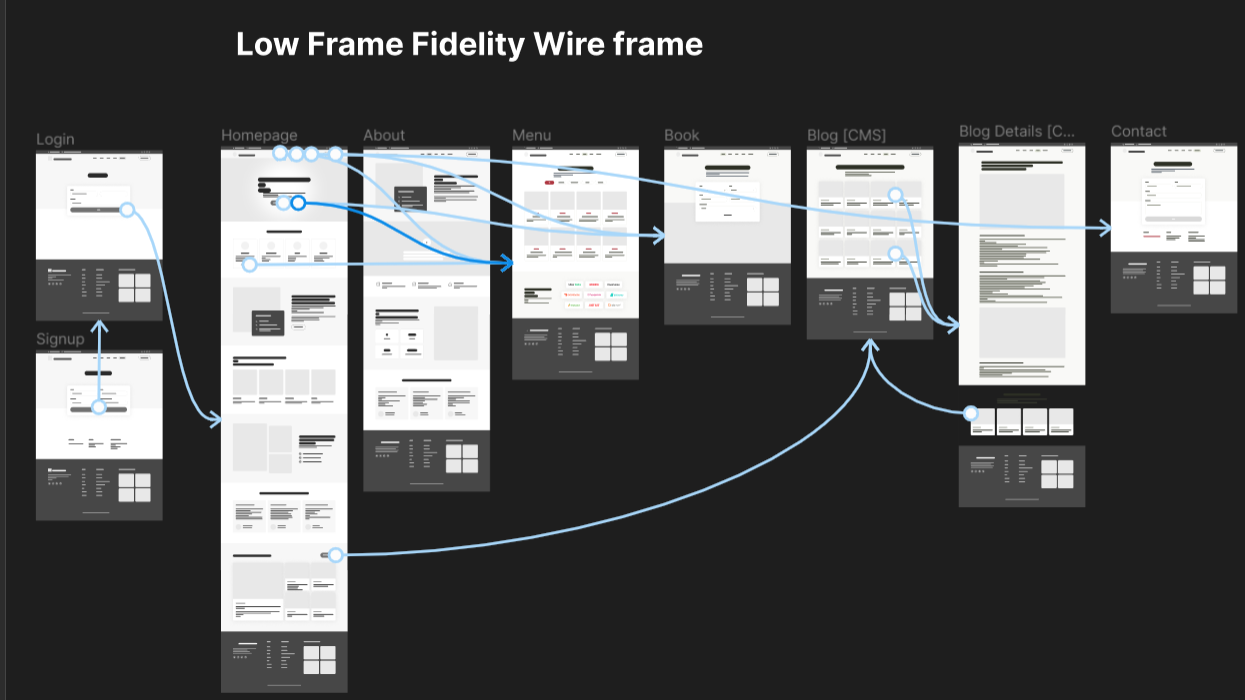 Low Frame Fidelity Wire frame
Login
Homepage
About
Menu
Book
Blog [CMS]
Blog Details [C...
Contact
Signup